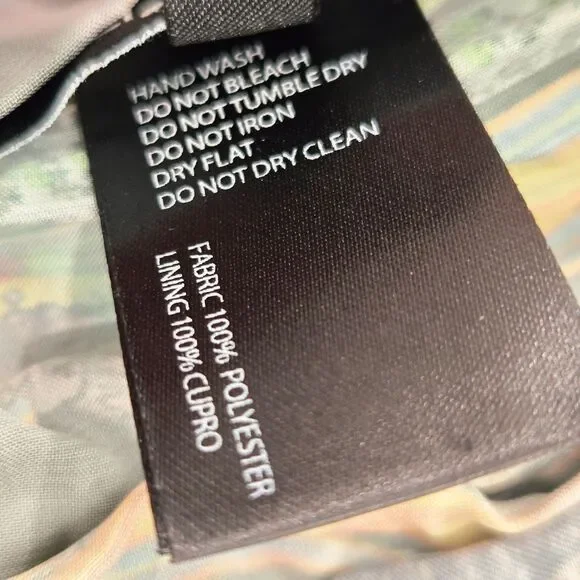 HAND WASH
DO NOT BLEACH
DO NOT TUMBLE DRY
DO NOT IRON
DRY FLAT
DO NOT DRY CLEAN
FABRIC 100% POLYESTER
LINING 100% CUPRO